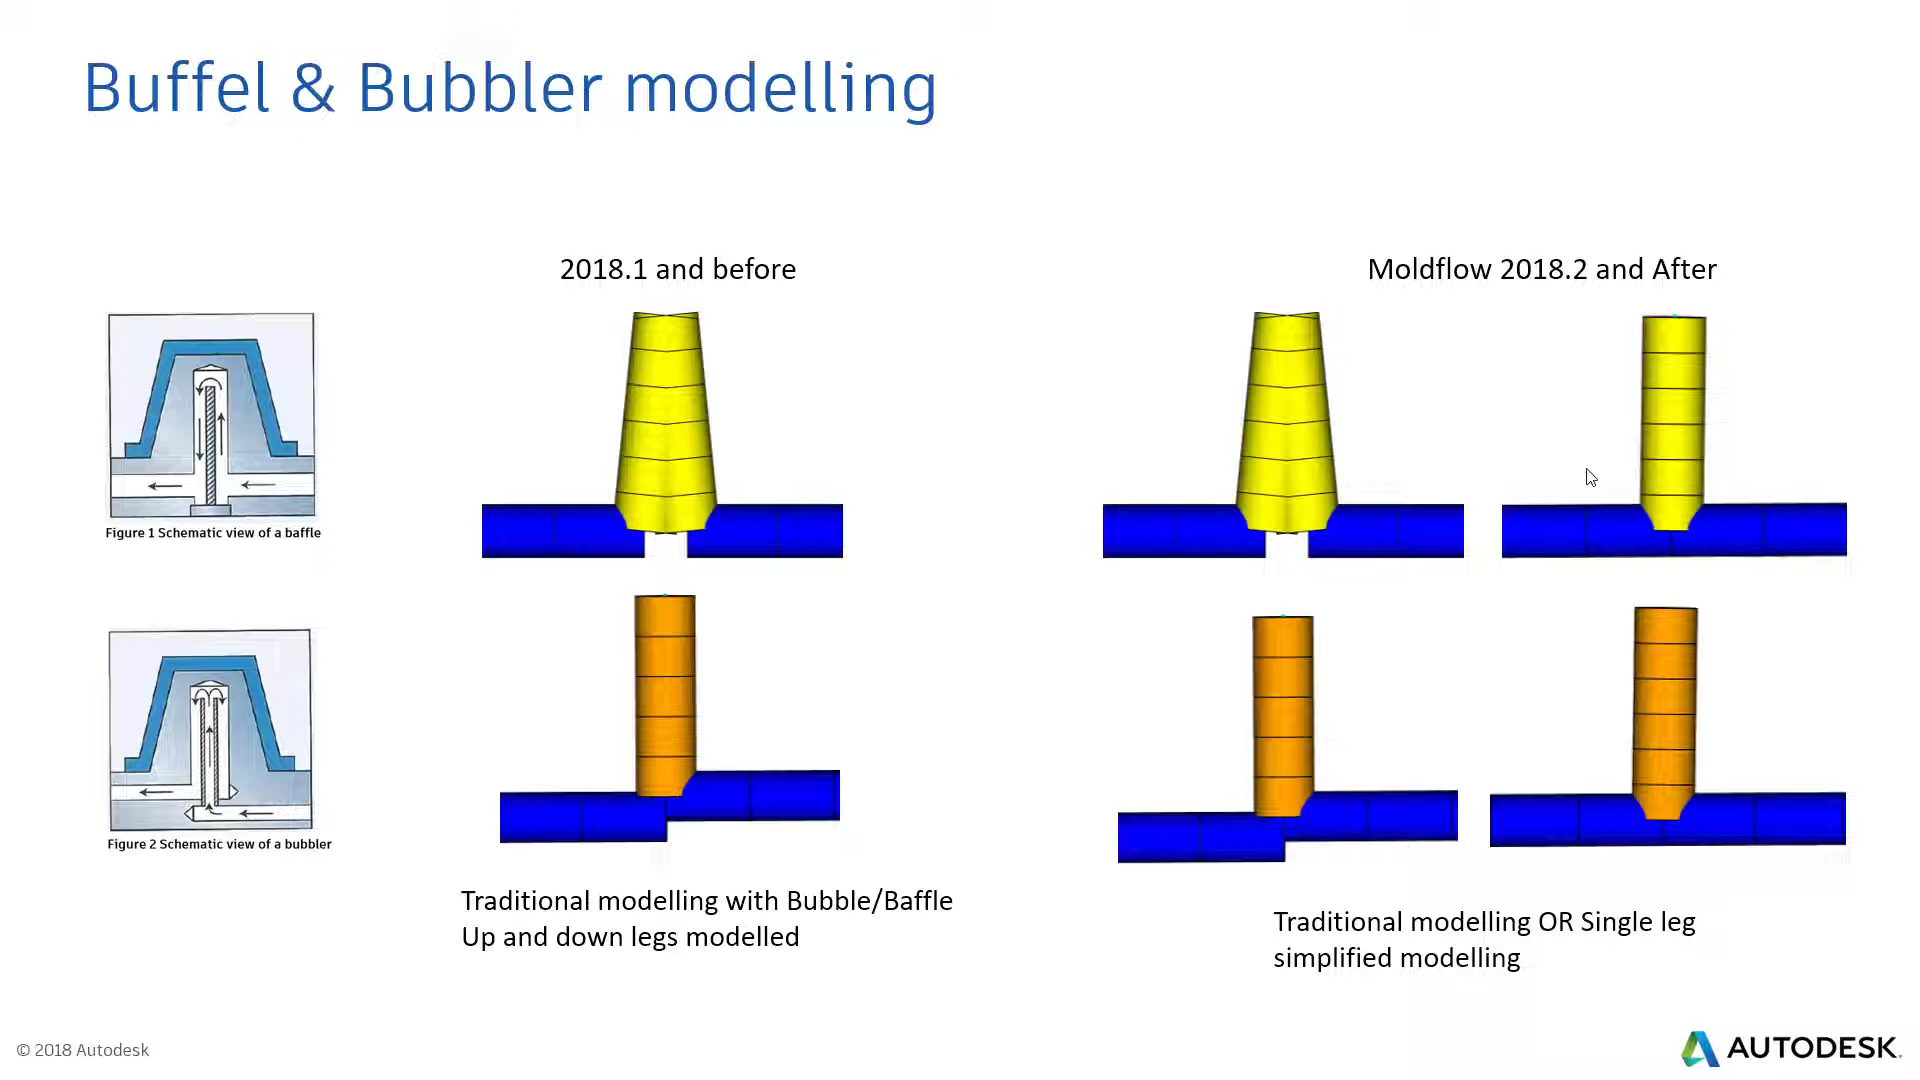 Buffel & Bubbler modelling
2018.1 and before
Moldflow 2018.2 and After
Figure 1 Schematic view of a baffle
Figure 2 Schematic view of a bubbler
Traditional modelling with Bubble/Baffle
Up and down legs modelled
Traditional modelling OR Single leg
simplified modelling
© 2018 Autodesk
AUTODESK.